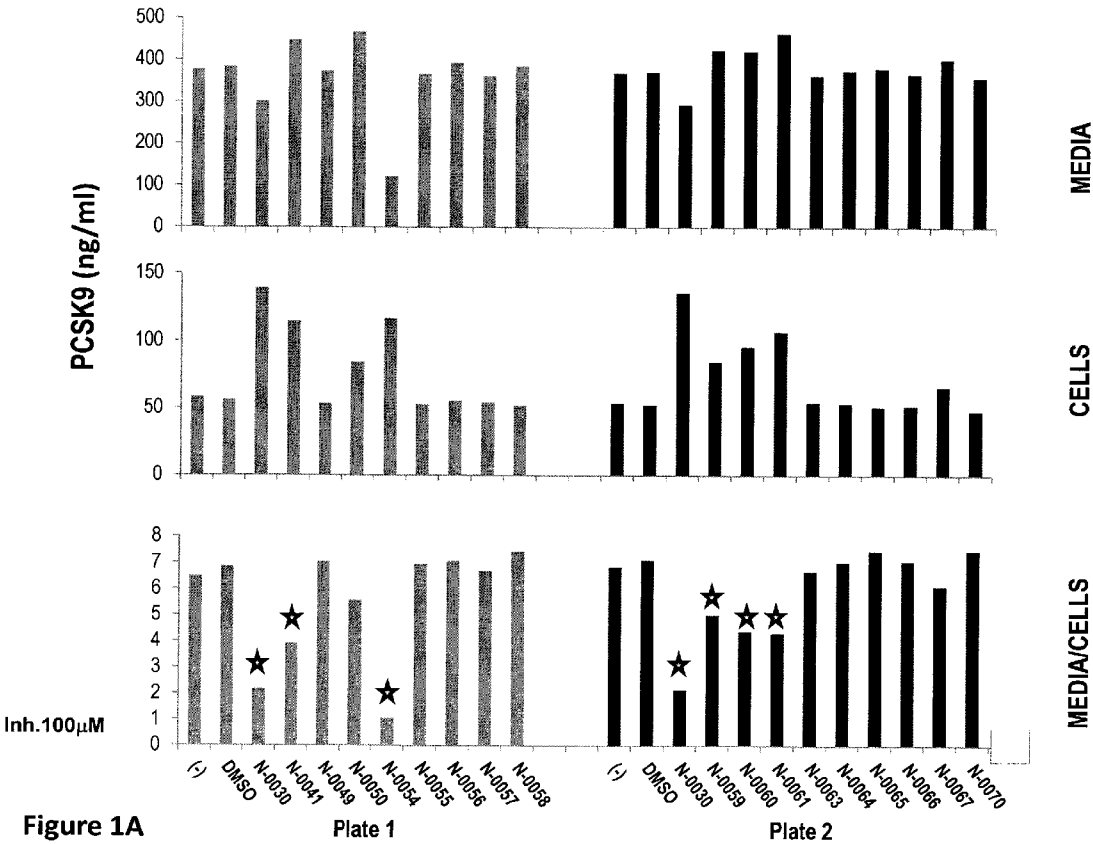 500
400
300
200
100
0
MEDIA
PCSK9 (ng/ml)
150
100
50
0
CELLS
8
7
6
5
4
3
2
1
0
MEDIA/CELLS
Inh.100μM
(-) DMSO N-0030 N-0041 N-0049 N-0050 N-0054 N-0055 N-0056 N-0057 N-0058
(-) DMSO N-0030 N-0059 N-0060 N-0061 N-0063 N-0064 N-0065 N-0066 N-0067 N-0070
Figure 1A
Plate 1
Plate 2